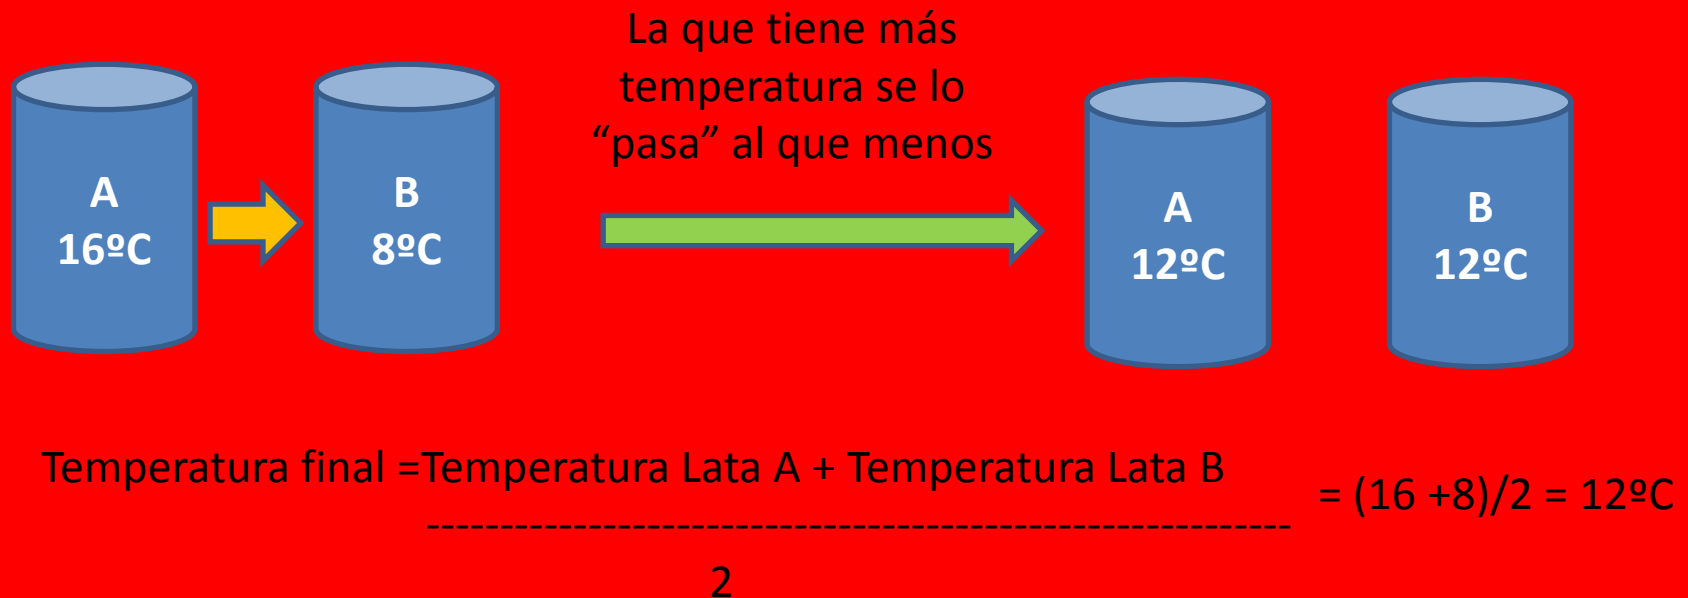 La que tiene más
temperatura se lo
“pasa” al que menos
A
16ºC
B
8ºC
A
12ºC
B
12ºC
Temperatura final =Temperatura Lata A + Temperatura Lata B
-----------------------------------------------------------
2
= (16 +8)/2 = 12ºC